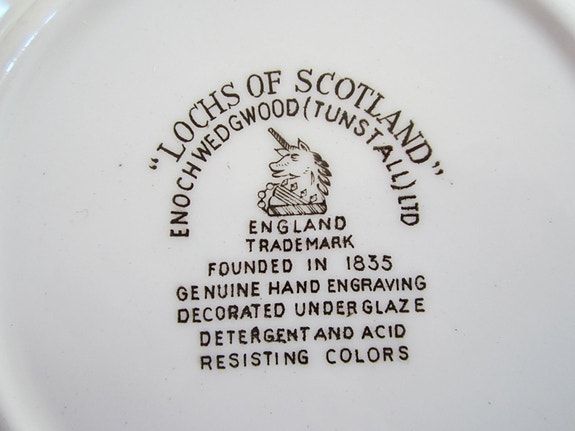 "LOCHS OF SCOTLAND"
ENOCH WEDGWOOD (TUNSTALL) LTD
ENGLAND
TRADEMARK
FOUNDED IN 1835
GENUINE HAND ENGRAVING
DECORATED UNDERGLAZE
DETERGENT AND ACID
RESISTING COLORS